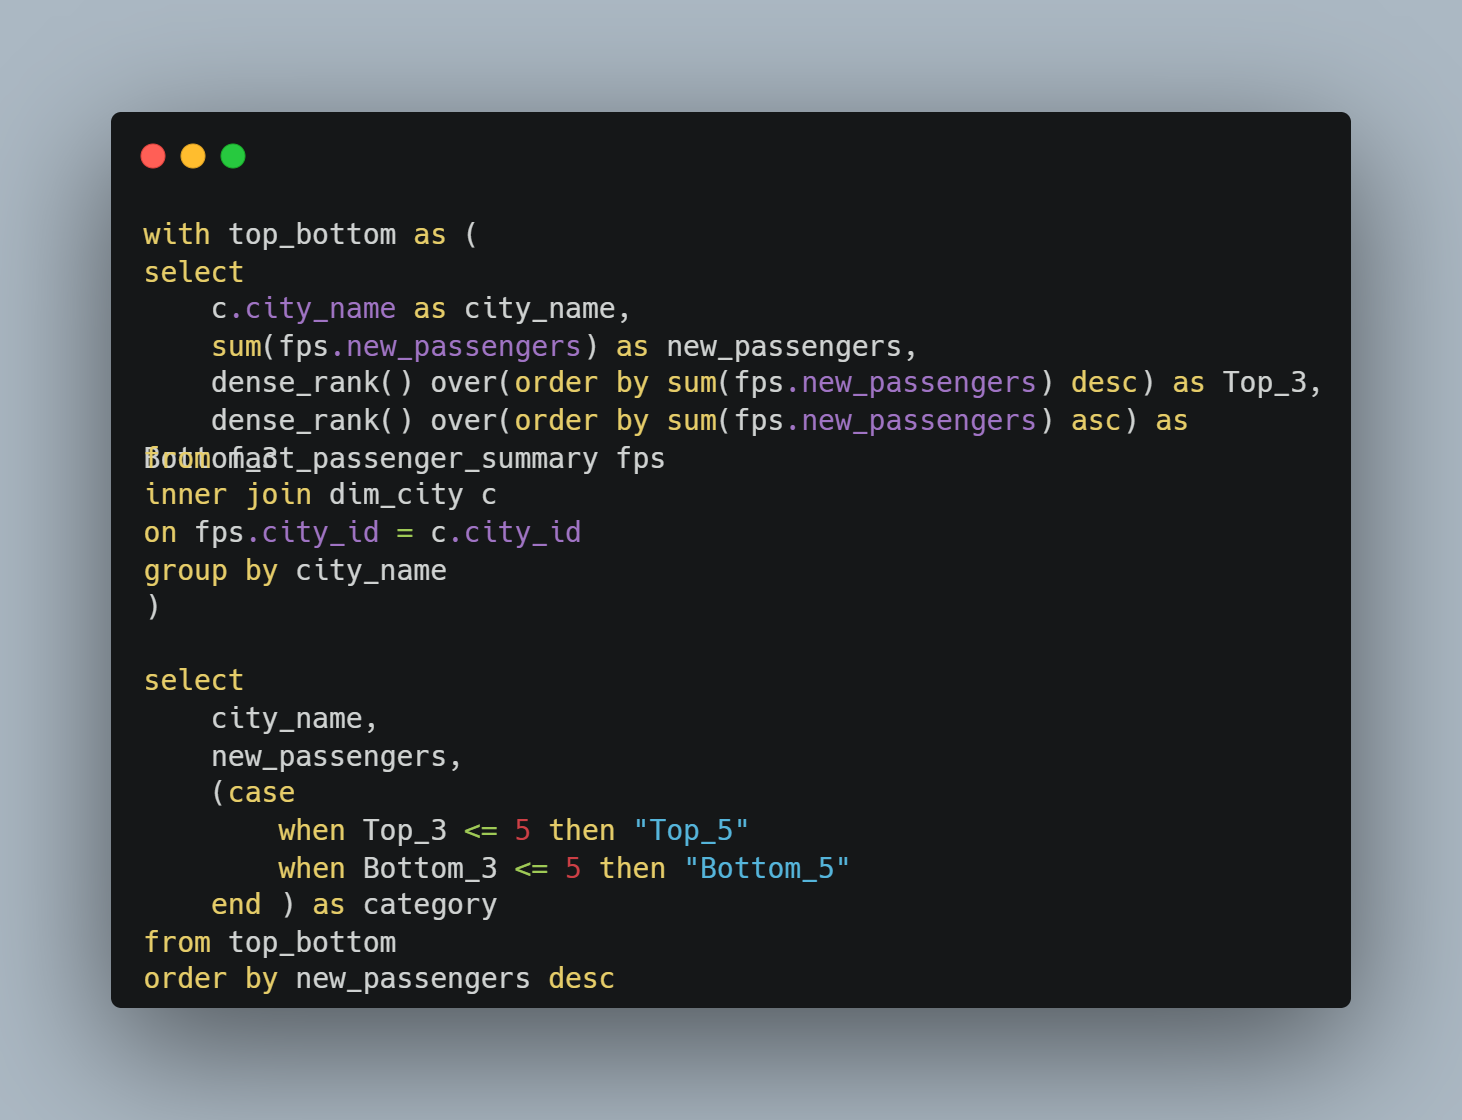 with top_bottom as (
select
    c.city_name as city_name,
    sum(fps.new_passengers) as new_passengers,
    dense_rank() over(order by sum(fps.new_passengers) desc) as Top_3,
    dense_rank() over(order by sum(fps.new_passengers) asc) as
Bottom_3
from fact_passenger_summary fps
inner join dim_city c
on fps.city_id = c.city_id
group by city_name
)

select
    city_name,
    new_passengers,
    (case
        when Top_3 <= 5 then "Top_5"
        when Bottom_3 <= 5 then "Bottom_5"
    end ) as category
from top_bottom
order by new_passengers desc